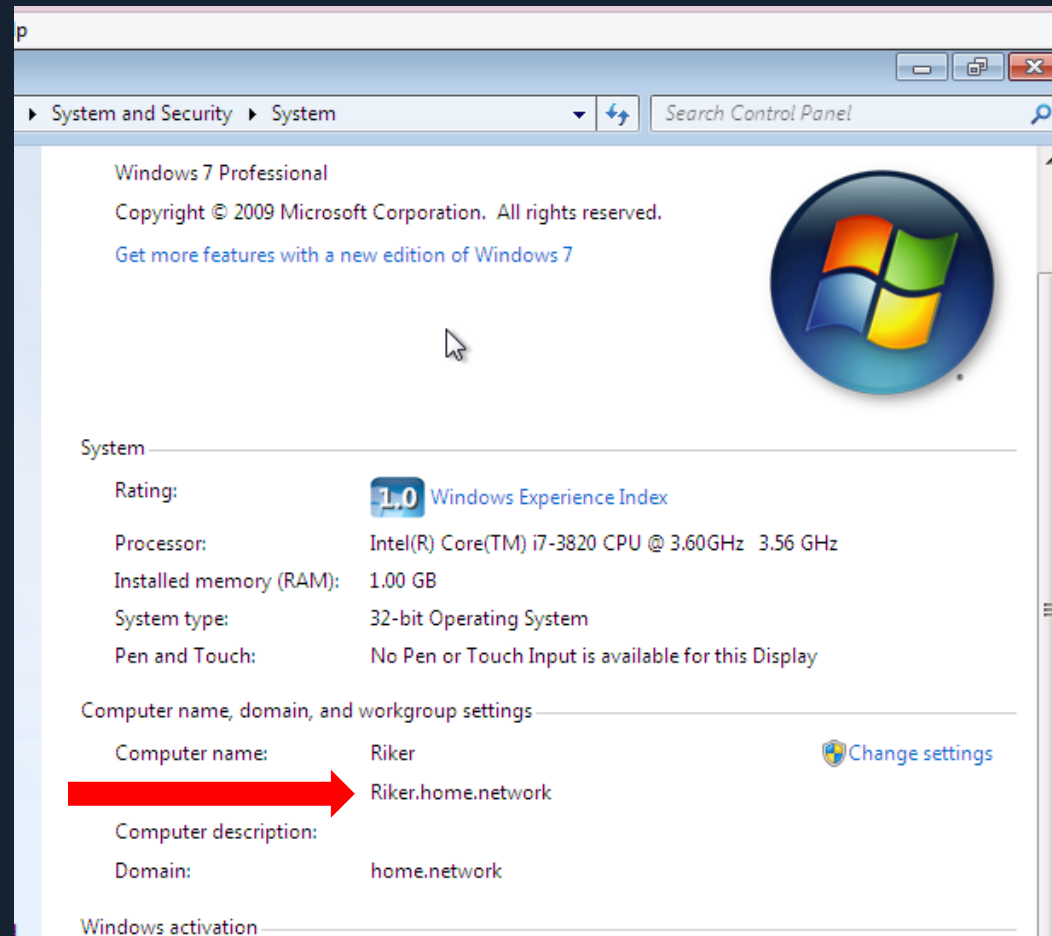 p
System and Security System
Search Control Panel
Windows 7 Professional
Copyright © 2009 Microsoft Corporation. All rights reserved.
Get more features with a new edition of Windows 7
System
Rating:
1.0 Windows Experience Index
Processor: Intel(R) Core(TM) i7-3820 CPU @ 3.60GHz 3.56 GHz
Installed memory (RAM): 1.00 GB
System type: 32-bit Operating System
Pen and Touch: No Pen or Touch Input is available for this Display
Computer name, domain, and workgroup settings
Computer name: Riker Change settings
Riker.home.network
Computer description:
Domain: home.network
Windows activation